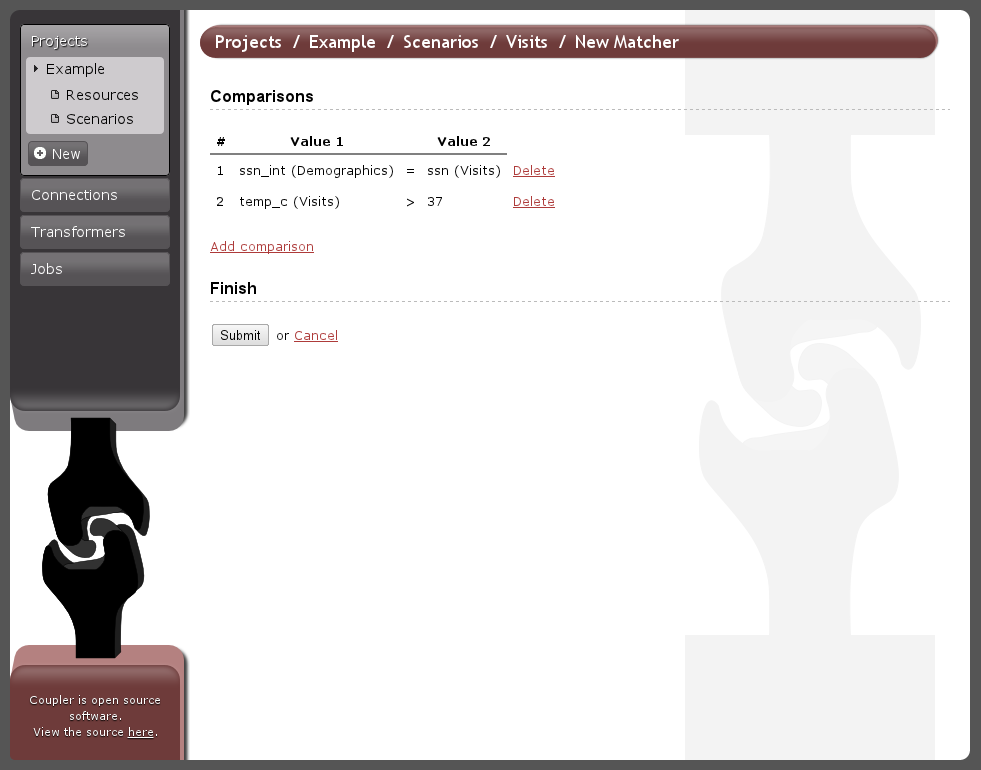 Projects
Example
Resources
Scenarios
New
Connections
Transformers
Jobs
Coupler is open source
software.
View the source here.
Projects / Example / Scenarios / Visits / New Matcher
Comparisons
# Value 1 Value 2
1 ssn_int (Demographics) = ssn (Visits) Delete
2 temp_c (Visits) > 37 Delete
Add comparison
Finish
Submit or Cancel